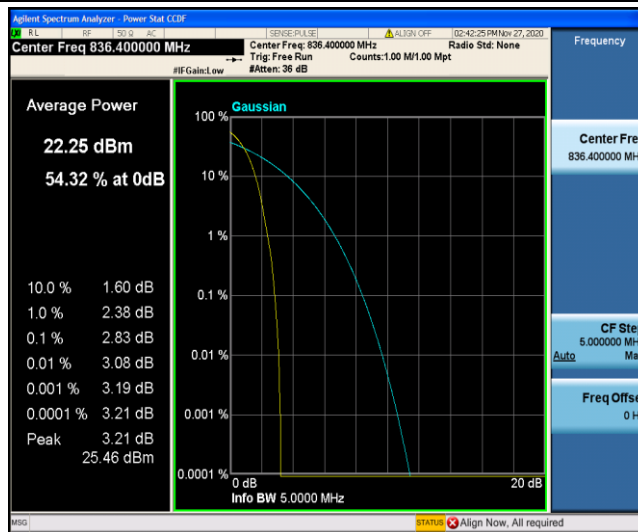 Agilent Spectrum Analyzer - Power Stat CCDF
RL RF 50 Ω AC SENSE:PULSE ALIGN OFF 02:42:25 PM Nov 27, 2020
Center Freq 836.400000 MHz
Center Freq: 836.400000 MHz Radio Std: None
Trig: Free Run Counts:1.00 M/1.00 Mpt
#IFGain:Low #Atten: 36 dB
Frequency
Average Power
22.25 dBm
54.32 % at 0dB
10.0 % 1.60 dB
1.0 % 2.38 dB
0.1 % 2.83 dB
0.01 % 3.08 dB
0.001 % 3.19 dB
0.0001 % 3.21 dB
Peak 3.21 dB
25.46 dBm
Gaussian
100 %
10 %
1 %
0.1 %
0.01 %
0.001 %
0.0001 %
0 dB 20 dB
Info BW 5.0000 MHz
Center Fre
836.400000 MH
CF Ste
5.000000 MH
Auto Ma
Freq Offse
0 H
MSG STATUS Align Now, All required